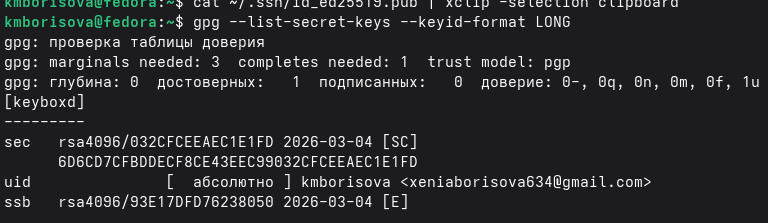 cat ~/.ssh/id_ed25519.pub | xclip -selection clipboard
kmborisova@fedora:~$ gpg --list-secret-keys --keyid-format LONG
gpg: проверка таблицы доверия
gpg: marginals needed: 3  completes needed: 1  trust model: pgp
gpg: глубина: 0  достоверных:   1  подписанных:   0  доверие: 0-, 0q, 0n, 0m, 0f, 1u
[keyboxd]
---------
sec   rsa4096/032CFCEEAEC1E1FD 2026-03-04 [SC]
      6D6CD7CFBDDECF8CE43EEC99032CFCEEAEC1E1FD
uid              [  абсолютно ] kmborisova <xeniaborisova634@gmail.com>
ssb   rsa4096/93E17DFD76238050 2026-03-04 [E]